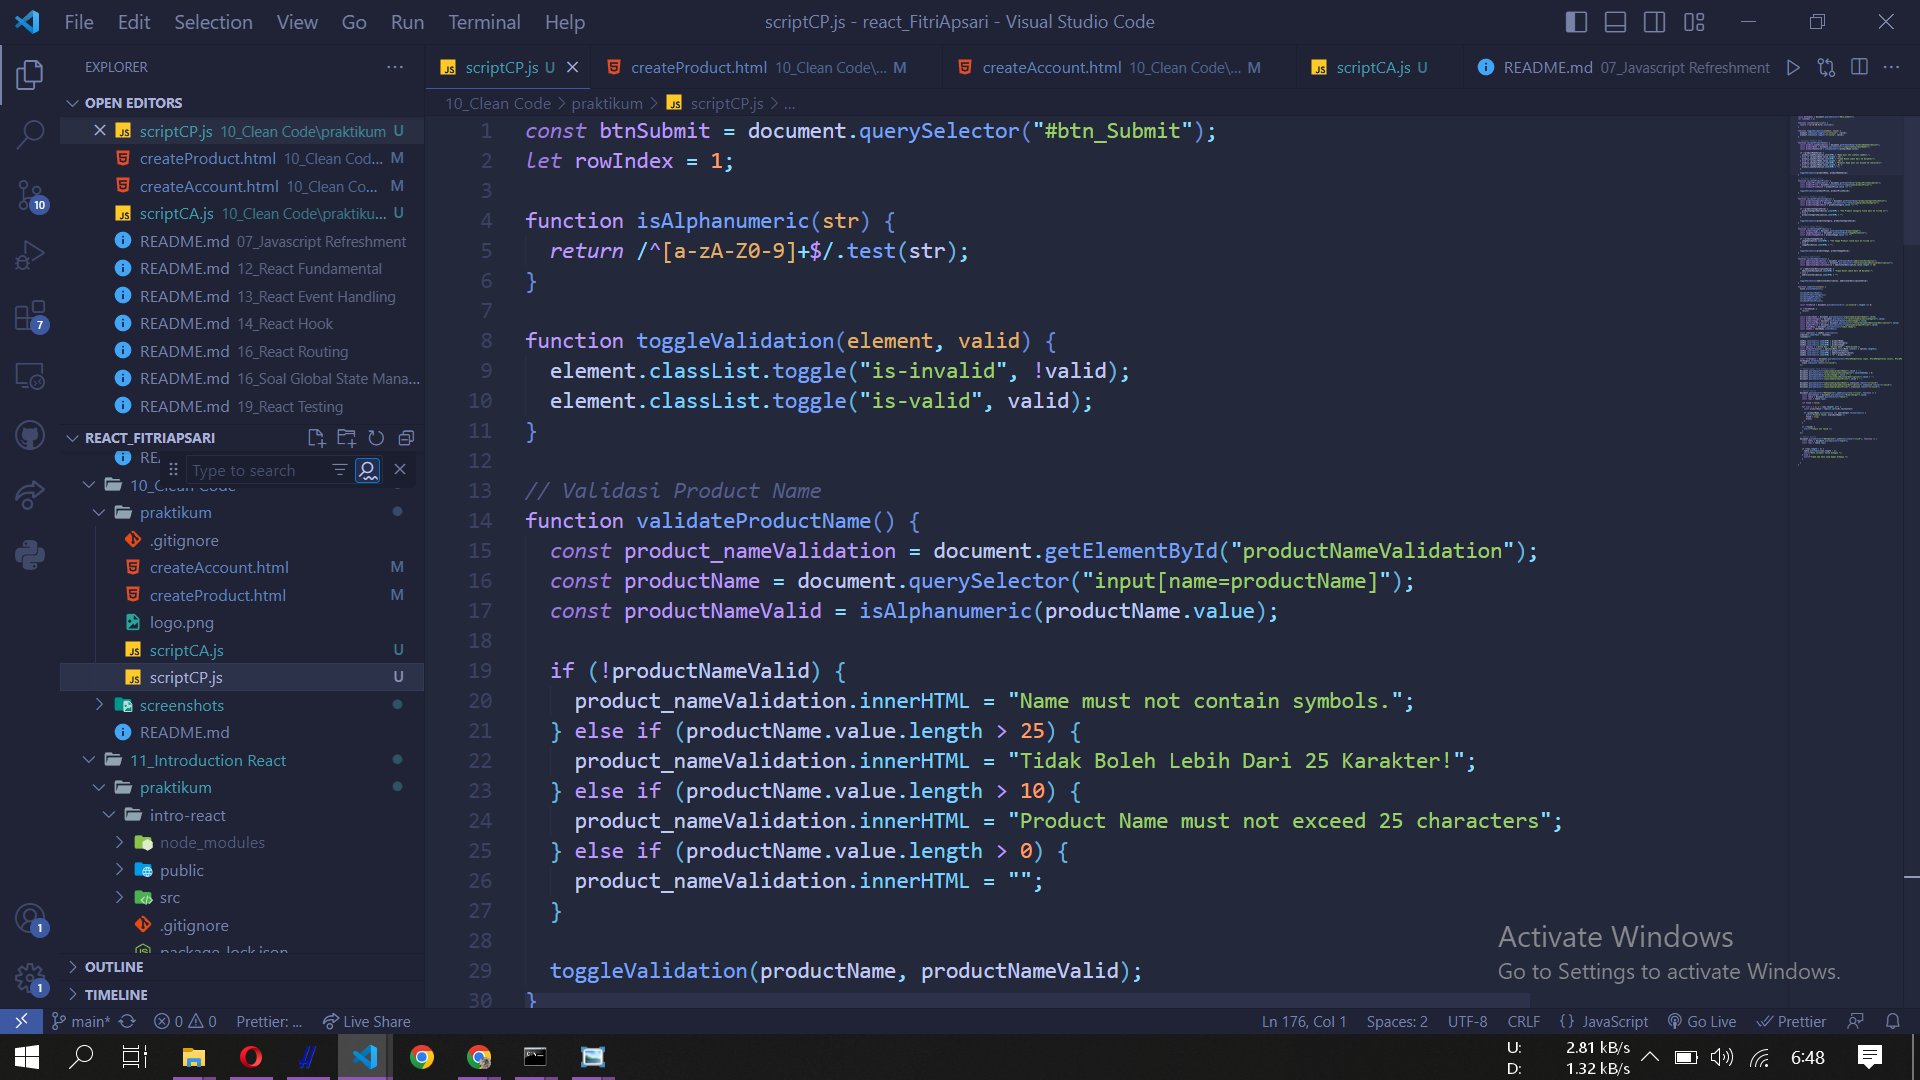 File Edit Selection View Go Run Terminal Help
scriptCP.js - react_FitriApsari - Visual Studio Code
EXPLORER
OPEN EDITORS
scriptCP.js 10_Clean Code\praktikum U
createProduct.html 10_Clean Cod... M
createAccount.html 10_Clean Co... M
scriptCA.js 10_Clean Code\praktiku... U
README.md 07_Javascript Refreshment
README.md 12_React Fundamental
README.md 13_React Event Handling
README.md 14_React Hook
README.md 16_React Routing
README.md 16_Soal Global State Mana...
README.md 19_React Testing
REACT_FITRIAPSARI
Type to search
10_Clean Code
praktikum
.gitignore
createAccount.html M
createProduct.html M
logo.png
scriptCA.js U
scriptCP.js U
screenshots
README.md
11_Introduction React
praktikum
intro-react
node_modules
public
src
.gitignore
package-lock.json
OUTLINE
TIMELINE
10
7
1
1
scriptCP.js U
createProduct.html 10_Clean Code\... M
createAccount.html 10_Clean Code\... M
scriptCA.js U
README.md 07_Javascript Refreshment
10_Clean Code > praktikum > scriptCP.js > ...
1 const btnSubmit = document.querySelector("#btn_Submit");
2 let rowIndex = 1;
3
4 function isAlphanumeric(str) {
5 return /^[a-zA-Z0-9]+$/.test(str);
6 }
7
8 function toggleValidation(element, valid) {
9 element.classList.toggle("is-invalid", !valid);
10 element.classList.toggle("is-valid", valid);
11 }
12
13 // Validasi Product Name
14 function validateProductName() {
15 const product_nameValidation = document.getElementById("productNameValidation");
16 const productName = document.querySelector("input[name=productName]");
17 const productNameValid = isAlphanumeric(productName.value);
18
19 if (!productNameValid) {
20 product_nameValidation.innerHTML = "Name must not contain symbols.";
21 } else if (productName.value.length > 25) {
22 product_nameValidation.innerHTML = "Tidak Boleh Lebih Dari 25 Karakter!";
23 } else if (productName.value.length > 10) {
24 product_nameValidation.innerHTML = "Product Name must not exceed 25 characters";
25 } else if (productName.value.length > 0) {
26 product_nameValidation.innerHTML = "";
27 }
28
29 toggleValidation(productName, productNameValid);
30 }
Activate Windows
Go to Settings to activate Windows.
main* 0 0 Prettier: ... Live Share
Ln 176, Col 1 Spaces: 2 UTF-8 CRLF {} JavaScript Go Live Prettier
U: 2.81 kB/s
D: 1.32 kB/s
6:48